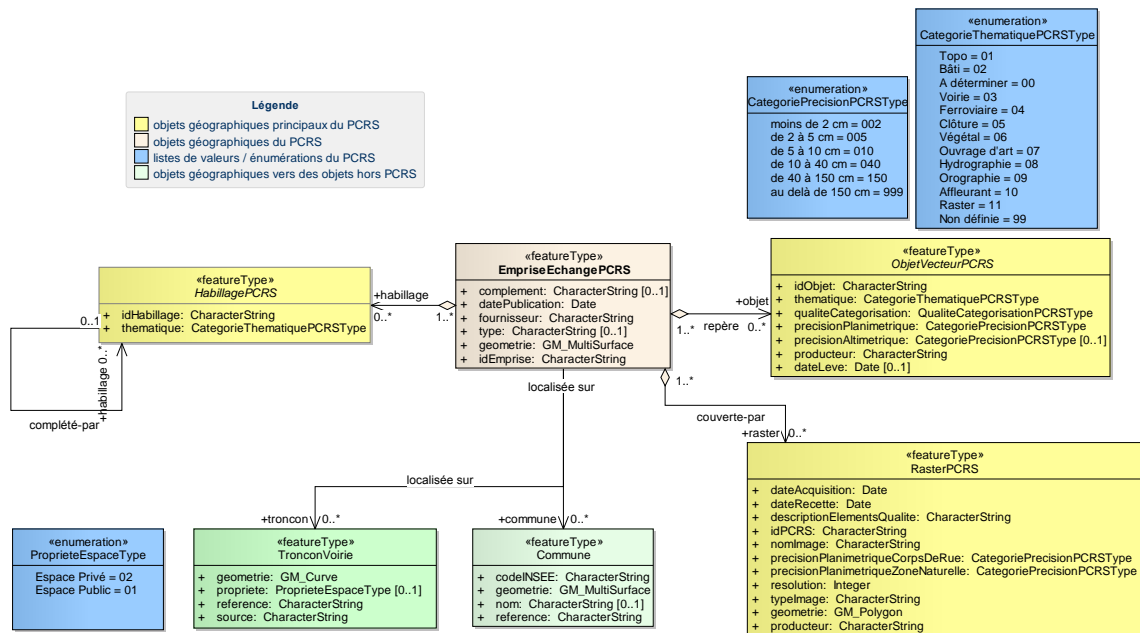 «enumeration»
CategorieThematiquePCRSType
Topo = 01
Bâti = 02
A déterminer = 00
Voirie = 03
Ferroviaire = 04
Clôture = 05
Végétal = 06
Ouvrage d'art = 07
Hydrographie = 08
Orographie = 09
Affleurant = 10
Raster = 11
Non définie = 99
«enumeration»
CategoriePrecisionPCRSType
moins de 2 cm = 002
de 2 à 5 cm = 005
de 5 à 10 cm = 010
de 10 à 40 cm = 040
de 40 à 150 cm = 150
au delà de 150 cm = 999
Légende
objets géographiques principaux du PCRS
objets géographiques du PCRS
listes de valeurs / énumérations du PCRS
objets géographiques vers des objets hors PCRS
«featureType»
HabillagePCRS
+ idHabillage: CharacterString
+ thematique: CategorieThematiquePCRSType
0..1
+habillage 0..*
complété-par
+habillage
0..*
1..*
«featureType»
EmpriseEchangePCRS
+ complement: CharacterString [0..1]
+ datePublication: Date
+ fournisseur: CharacterString
+ type: CharacterString [0..1]
+ geometrie: GM_MultiSurface
+ idEmprise: CharacterString
+objet
1..*
repère
0..*
«featureType»
ObjetVecteurPCRS
+ idObjet: CharacterString
+ thematique: CategorieThematiquePCRSType
+ qualiteCategorisation: QualiteCategorisationPCRSType
+ precisionPlanimetrique: CategoriePrecisionPCRSType
+ precisionAltimetrique: CategoriePrecisionPCRSType [0..1]
+ producteur: CharacterString
+ dateLeve: Date [0..1]
1..*
couverte-par
+raster
0..*
localisée sur
localisée sur
+troncon
0..*
+commune
0..*
«featureType»
RasterPCRS
+ dateAcquisition: Date
+ dateRecette: Date
+ descriptionElementsQualite: CharacterString
+ idPCRS: CharacterString
+ nomImage: CharacterString
+ precisionPlanimetriqueCorpsDeRue: CategoriePrecisionPCRSType
+ precisionPlanimetriqueZoneNaturelle: CategoriePrecisionPCRSType
+ resolution: Integer
+ typeImage: CharacterString
+ geometrie: GM_Polygon
+ producteur: CharacterString
«enumeration»
ProprieteEspaceType
Espace Privé = 02
Espace Public = 01
«featureType»
TronconVoirie
+ geometrie: GM_Curve
+ propriete: ProprieteEspaceType [0..1]
+ reference: CharacterString
+ source: CharacterString
«featureType»
Commune
+ codeINSEE: CharacterString
+ geometrie: GM_MultiSurface
+ nom: CharacterString [0..1]
+ reference: CharacterString